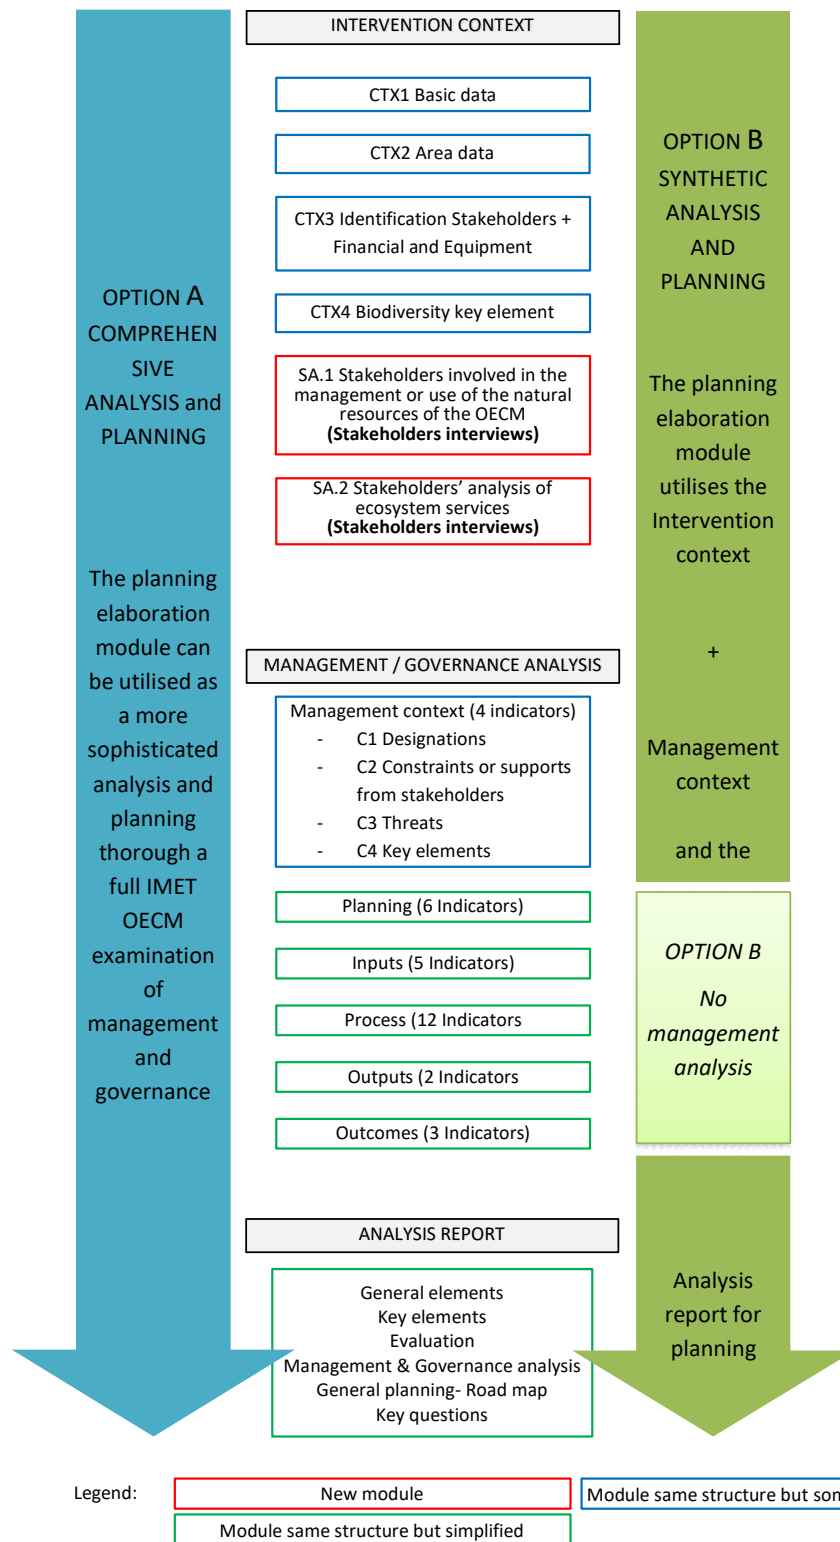 INTERVENTION CONTEXT
CTX1 Basic data
CTX2 Area data
CTX3 Identification Stakeholders +
Financial and Equipment
CTX4 Biodiversity key element
SA.1 Stakeholders involved in the
management or use of the natural
resources of the OECM
(Stakeholders interviews)
SA.2 Stakeholders' analysis of
ecosystem services
(Stakeholders interviews)
OPTION A
COMPREHEN
SIVE
ANALYSIS and
PLANNING
The planning
elaboration
module can
be utilised as
a more
sophisticated
analysis and
planning
thorough a
full IMET
OECM
examination
of
management
and
governance
OPTION B
SYNTHETIC
ANALYSIS
AND
PLANNING
The planning
elaboration
module
utilises the
Intervention
context
+
Management
context
and the
OPTION B
No
management
analysis
Analysis
report for
planning
MANAGEMENT / GOVERNANCE ANALYSIS
Management context (4 indicators)
- C1 Designations
- C2 Constraints or supports
from stakeholders
- C3 Threats
- C4 Key elements
Planning (6 Indicators)
Inputs (5 Indicators)
Process (12 Indicators
Outputs (2 Indicators
Outcomes (3 Indicators)
ANALYSIS REPORT
General elements
Key elements
Evaluation
Management & Governance analysis
General planning- Road map
Key questions
Legend:
New module
Module same structure but som
Module same structure but simplified